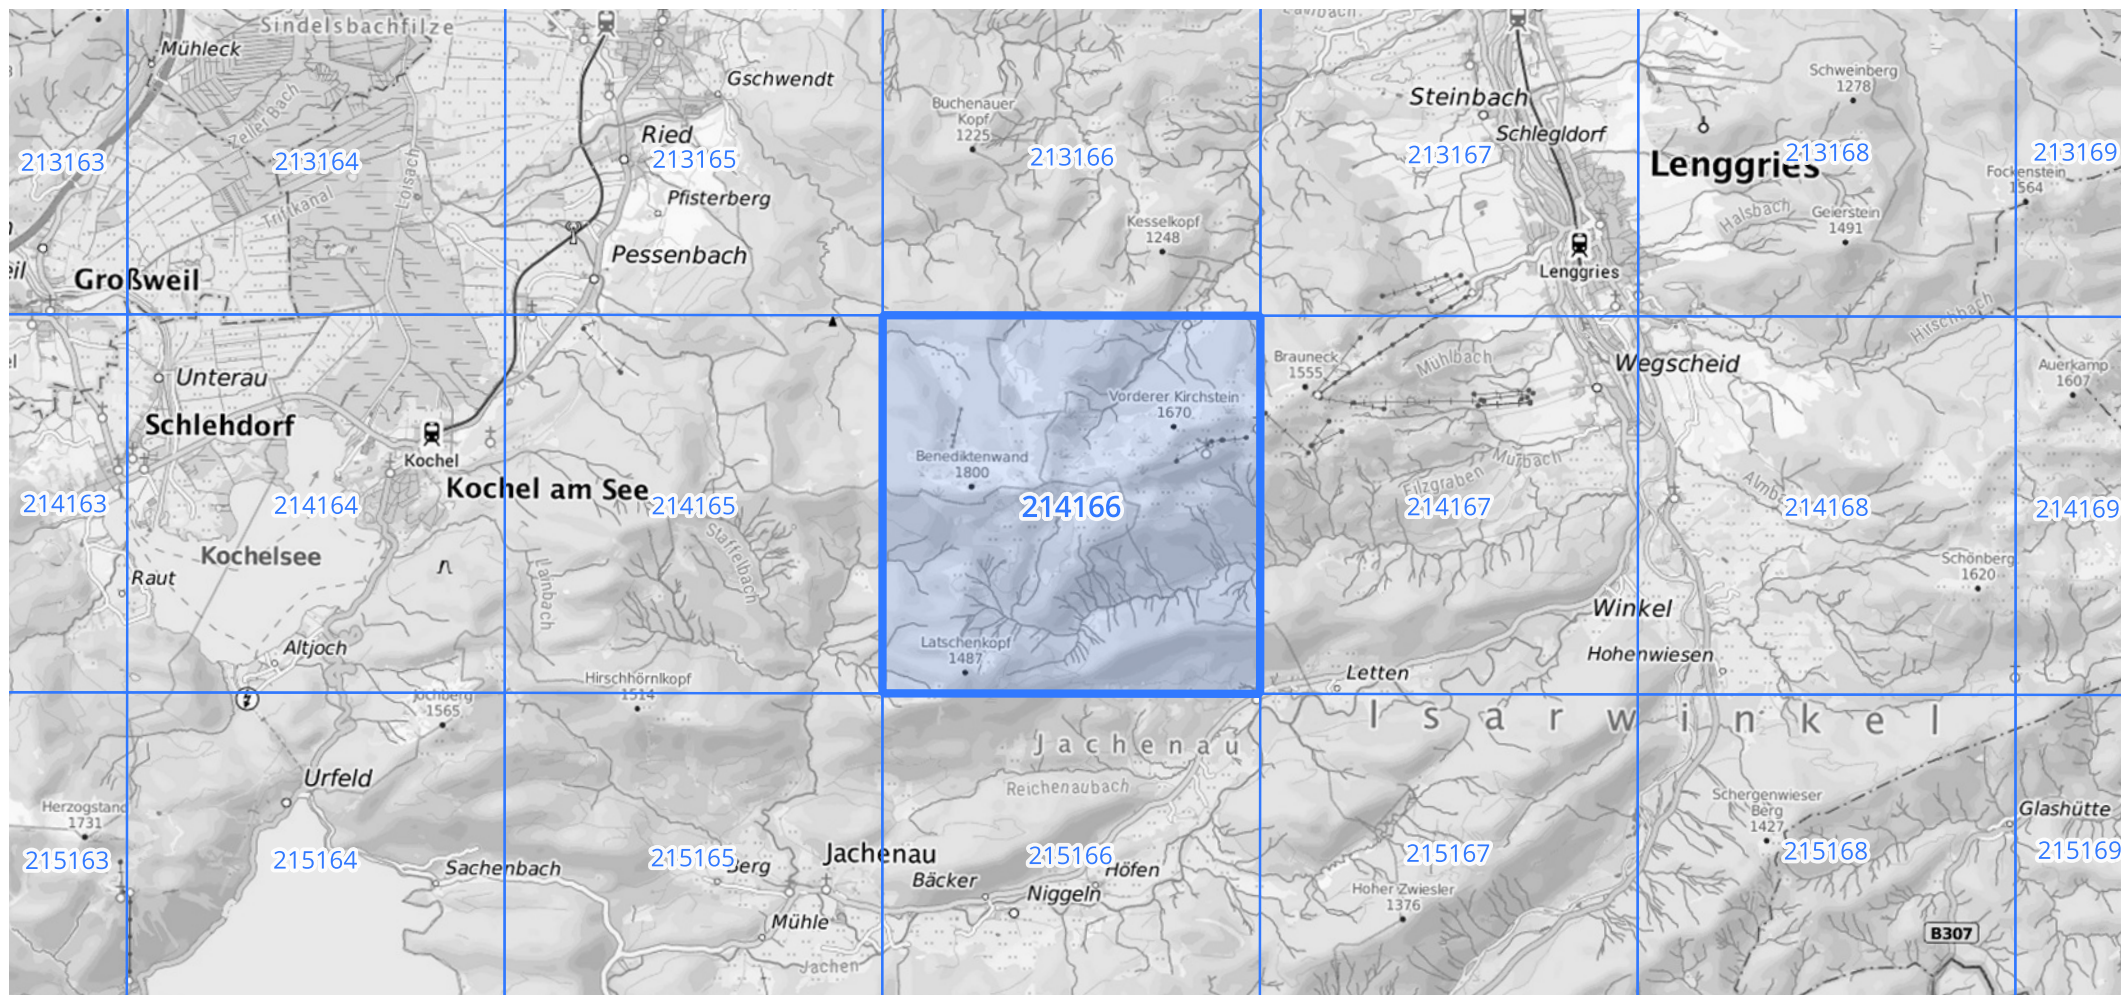 Sindelsbachfilze
Mühleck
Gschwendt
Zeller Bach
Buchenauer
Kopf
1225
Steinbach
Schlegldorf
Schweinberg
1278
Ried
213163
213164
213165
213166
213167
213168
213169
Lenggries
Loisach
Triftkanal
Pfisterberg
Kesselkopf
1248
Halsbach
Geierstein
1491
Fockenstein
1564
Pessenbach
Großweil
Lenggries
Hirschbach
Unterau
Schlehdorf
Kochel
Kochel am See
Vorderer Kirchstein
1670
Benediktenwand
1800
Brauneck
1555
Mühlbach
Wegscheid
Auerkamp
1607
Murbach
Filzgraben
214163
214164
214165
214166
214167
214168
214169
Kochelsee
Raut
Lainbach
Staffelbach
Schönberg
1620
Winkel
Hohenwiesen
Altjoch
Latschenkopf
1487
Letten
Hirschhörnlkopf
1514
Jochberg
1565
Isarwinkel
Jachenau
Reichenaubach
Urfeld
Herzogstand
1731
Schergenwieser
Berg
1427
Glashütte
215163
215164
215165
215166
215167
215168
215169
Sachenbach
Berg
Jachenau
Bäcker
Höfen
Niggeln
Hoher Zwiesler
1376
Mühle
Jachen
B307